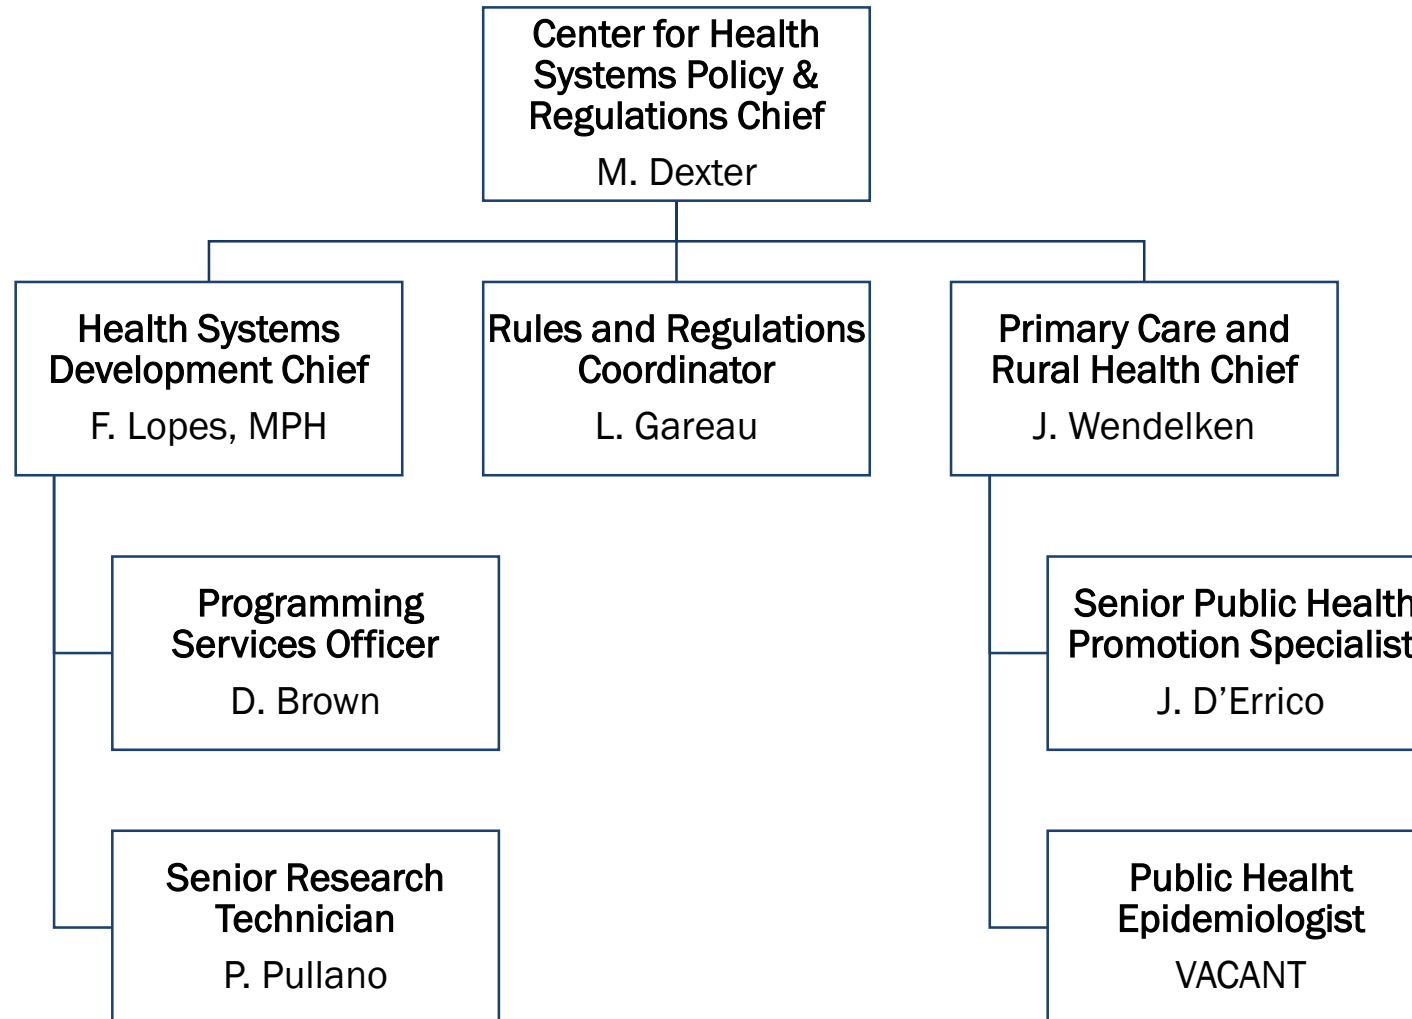 Center for Health
Systems Policy &
Regulations Chief
M. Dexter
Health Systems
Development Chief
F. Lopes, MPH
Rules and Regulations
Coordinator
L. Gareau
Primary Care and
Rural Health Chief
J. Wendelken
Programming
Services Officer
D. Brown
Senior Public Health
Promotion Specialist
J. D’Errico
Senior Research
Technician
P. Pullano
Public Healht
Epidemiologist
VACANT